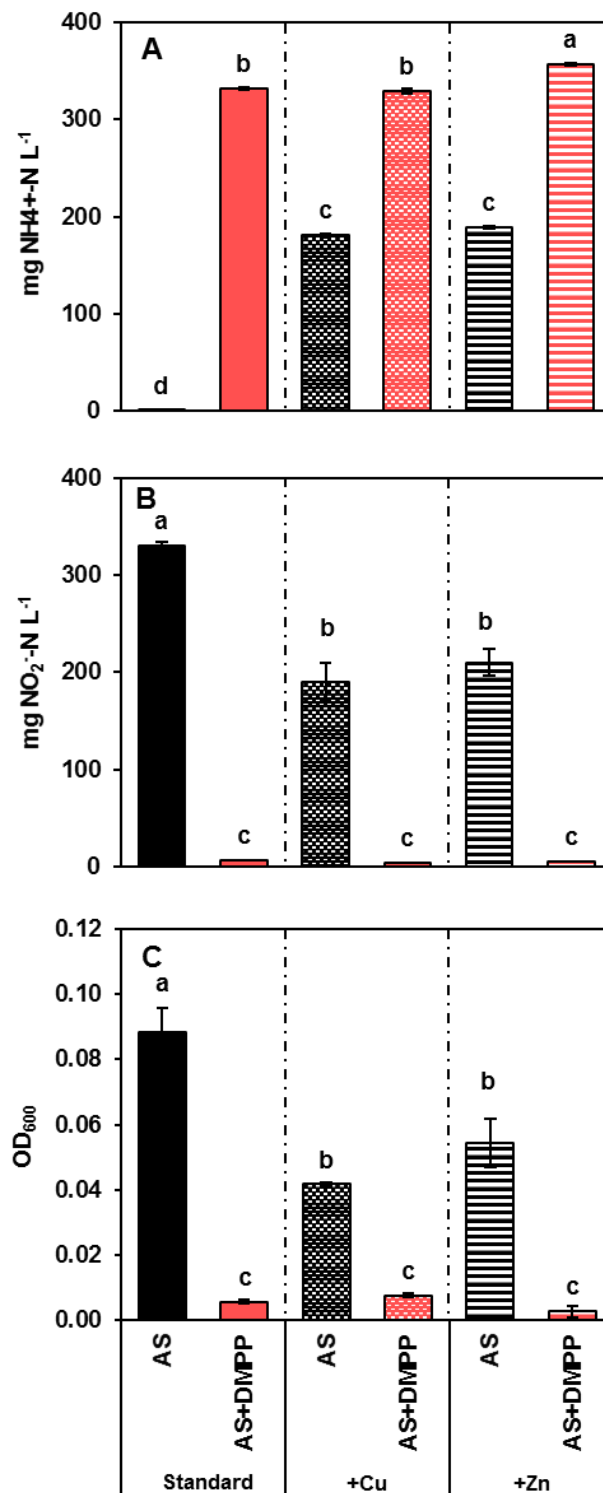 400
A
a
b
b
300
mg NH4+-N L-1
200
c
c
100
d
0
400
B
a
300
mg NO2--N L-1
b
b
200
100
c
c
c
0
0.12
C
a
0.10
0.08
OD600
0.06
b
b
0.04
0.02
c
c
c
0.00
AS
AS+DMPP
AS
AS+DMPP
AS
AS+DMPP
Standard
+Cu
+Zn